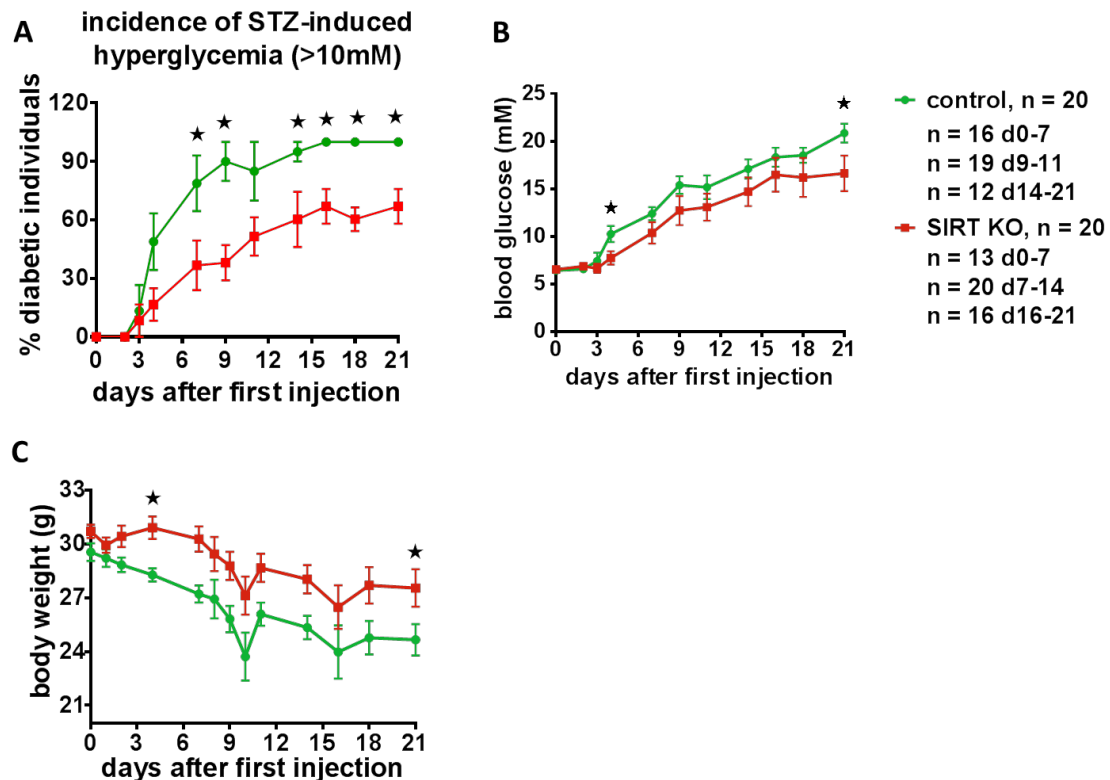 A
incidence of STZ-induced
hyperglycemia (>10mM)
% diabetic individuals
120
90
60
30
0
0 3 6 9 12 15 18 21
days after first injection
B
blood glucose (mM)
25
20
15
10
5
0 3 6 9 12 15 18 21
days after first injection
control, n = 20
n = 16 d0-7
n = 19 d9-11
n = 12 d14-21
SIRT KO, n = 20
n = 13 d0-7
n = 20 d7-14
n = 16 d16-21
C
body weight (g)
33
30
27
24
21
0 3 6 9 12 15 18 21
days after first injection